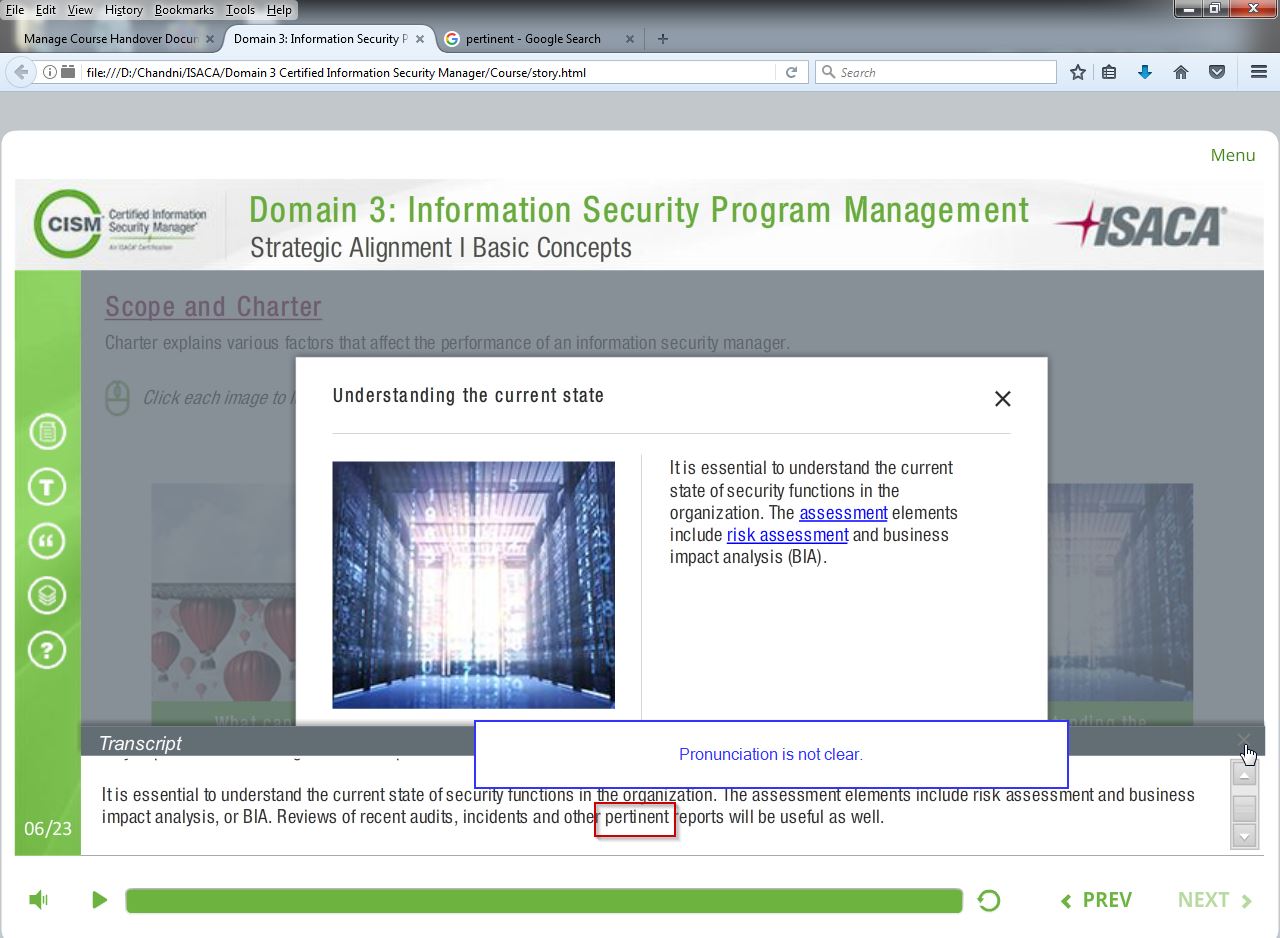 File Edit View History Bookmarks Tools Help
Manage Course Handover Docun
Domain 3: Information Security P
pertinent - Google Search
file:///D:/Chandni/ISACA/Domain 3 Certified Information Security Manager/Course/story.html
Search
Menu
CISM Certified Information
Security Manager
An ISACA Certification
Domain 3: Information Security Program Management
Strategic Alignment I Basic Concepts
ISACA
Scope and Charter
Charter explains various factors that affect the performance of an information security manager.
Click each image to
Understanding the current state
It is essential to understand the current
state of security functions in the
organization. The assessment elements
include risk assessment and business
impact analysis (BIA).
What can
nding the
Transcript
Pronunciation is not clear.
It is essential to understand the current state of security functions in the organization. The assessment elements include risk assessment and business
impact analysis, or BIA. Reviews of recent audits, incidents and other pertinent reports will be useful as well.
06/23
PREV
NEXT